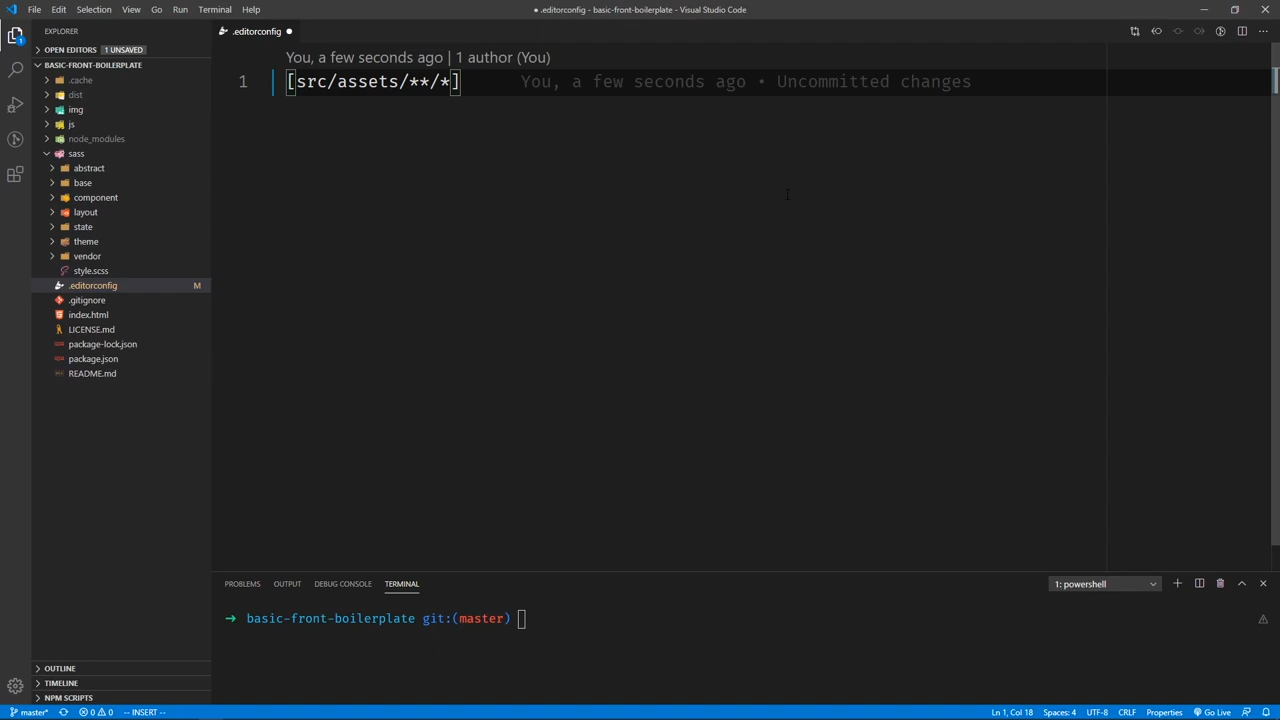 File Edit Selection View Go Run Terminal Help
● .editorconfig - basic-front-boilerplate - Visual Studio Code
EXPLORER
OPEN EDITORS 1 UNSAVED
BASIC-FRONT-BOILERPLATE
.cache
dist
img
js
node_modules
sass
abstract
base
component
layout
state
theme
vendor
style.scss
.editorconfig M
.gitignore
index.html
LICENSE.md
package-lock.json
package.json
README.md
OUTLINE
TIMELINE
NPM SCRIPTS
.editorconfig ●
You, a few seconds ago | 1 author (You)
1 [src/assets/**/*] You, a few seconds ago • Uncommitted changes
PROBLEMS OUTPUT DEBUG CONSOLE TERMINAL 1: powershell
→ basic-front-boilerplate git:(master)
master* 0 0 -- INSERT -- Ln 1, Col 18 Spaces: 4 UTF-8 CRLF Properties Go Live